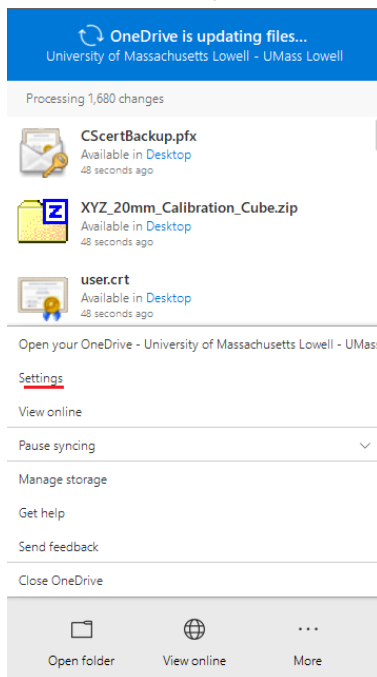 OneDrive is updating files...
University of Massachusetts Lowell - UMass Lowell
Processing 1,680 changes
CScertBackup.pfx
Available in Desktop
48 seconds ago
Z
XYZ_20mm_Calibration_Cube.zip
Available in Desktop
48 seconds ago
user.crt
Available in Desktop
48 seconds ago
Open your OneDrive - University of Massachusetts Lowell - UMass
Settings
View online
Pause syncing
Manage storage
Get help
Send feedback
Close OneDrive
Open folder
View online
More